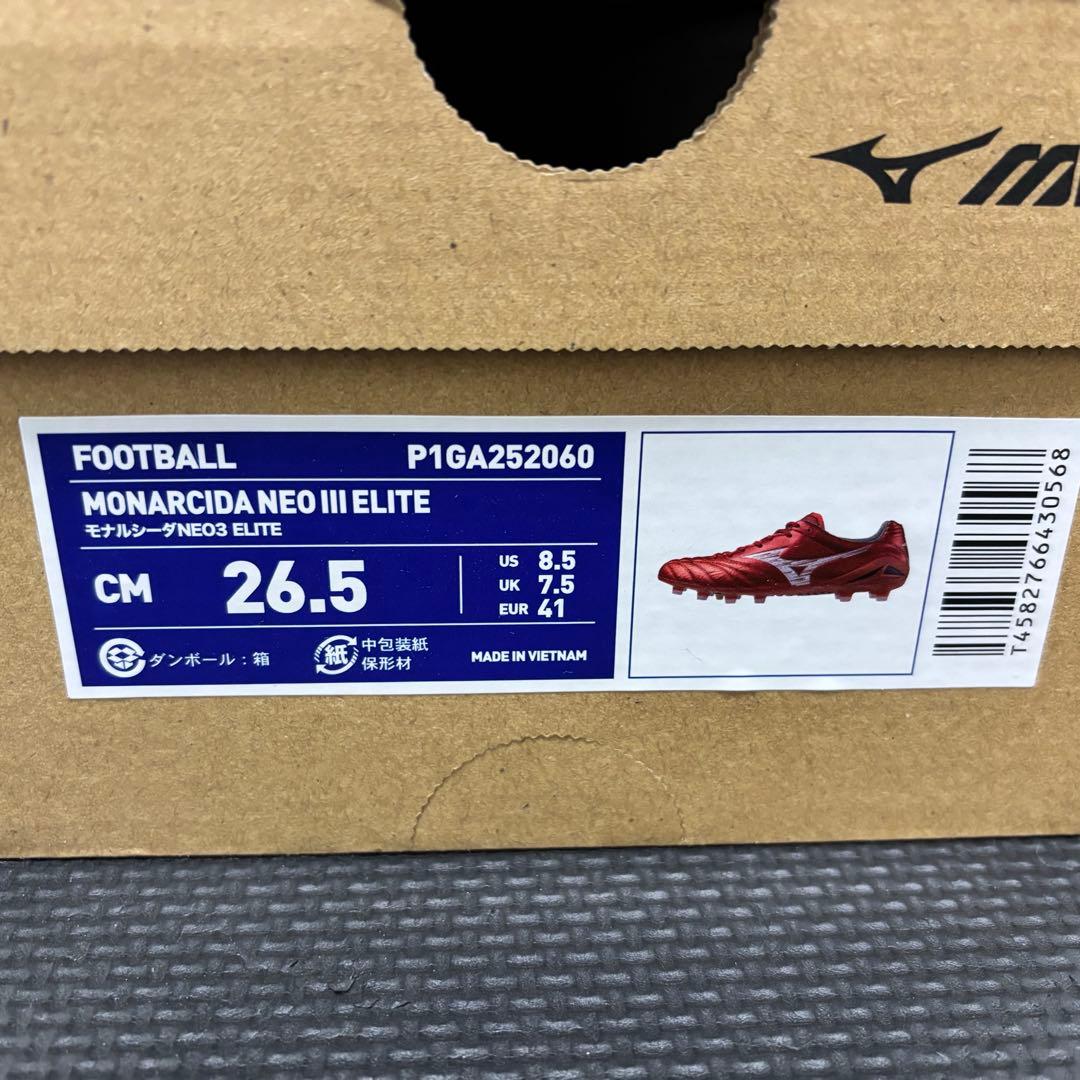 FOOTBALL P1GA252060
MONARCIDA NEO III ELITE
モナルシーダNEO3 ELITE
CM 26.5
US 8.5
UK 7.5
EUR 41
ダンボール：箱
紙 中包装紙
保形材
MADE IN VIETNAM
T4582766430568